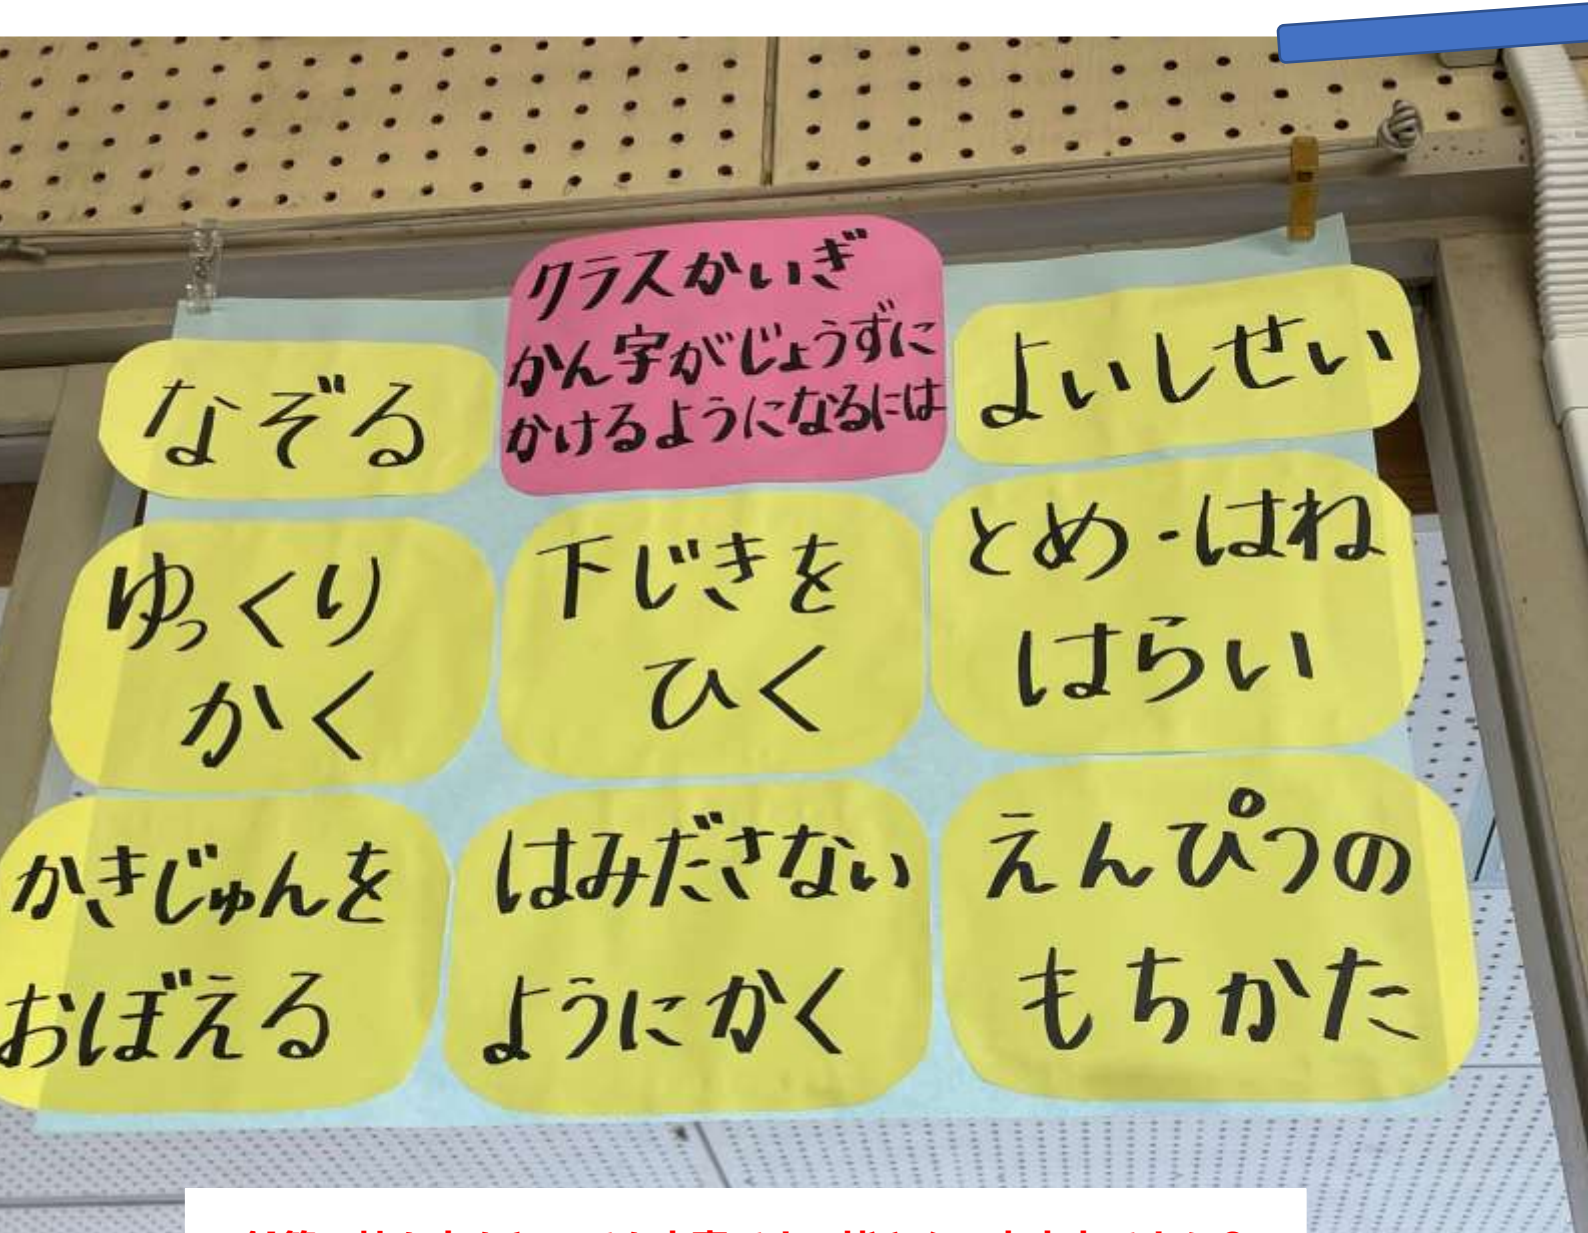 クラスかいぎ
かん字がじょうずに
かけるようになるには
なぞる
よいしせい
ゆっくり
かく
下じきを
ひく
とめ・はね
はらい
かきじゅんを
おぼえる
はみださない
ようにかく
えんぴつの
もちかた